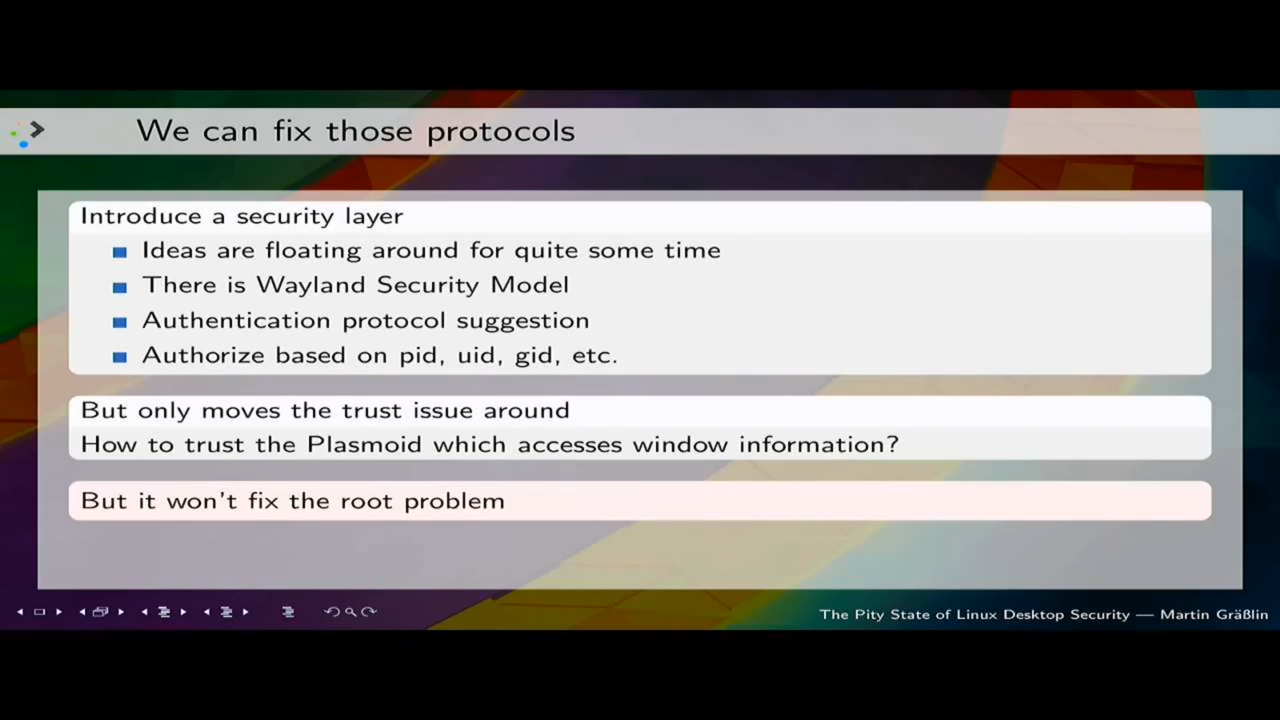 We can fix those protocols
Introduce a security layer
Ideas are floating around for quite some time
There is Wayland Security Model
Authentication protocol suggestion
Authorize based on pid, uid, gid, etc.
But only moves the trust issue around
How to trust the Plasmoid which accesses window information?
But it won't fix the root problem
The Pity State of Linux Desktop Security — Martin Gräßlin